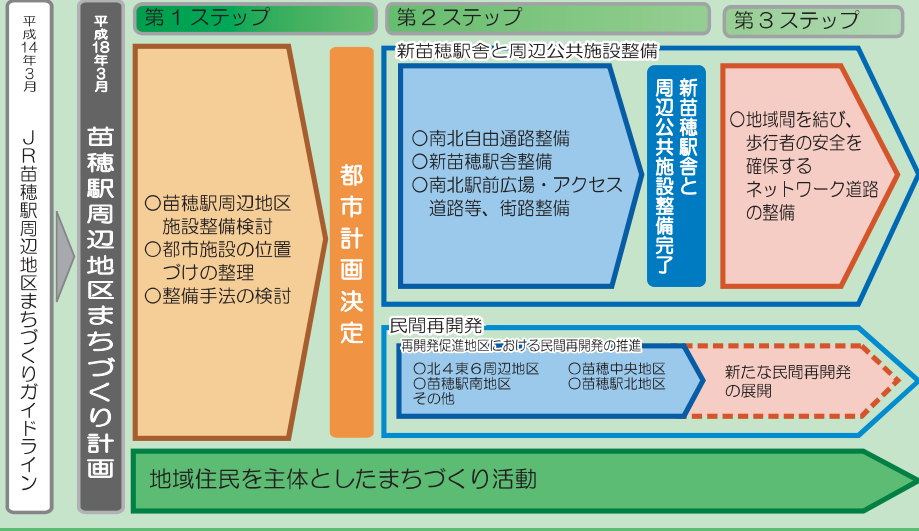 平成14年3月
JR苗穂駅周辺地区まちづくりガイドライン
平成18年3月
苗穂駅周辺地区まちづくり計画
第1ステップ
○苗穂駅周辺地区
施設整備検討
○都市施設の位置
づけの整理
○整備手法の検討
都市計画決定
第2ステップ
新苗穂駅舎と周辺公共施設整備
○南北自由通路整備
○新苗穂駅舎整備
○南北駅前広場・アクセス
道路等、街路整備
新苗穂駅舎と
周辺公共施設整備完了
第3ステップ
○地域間を結び、
歩行者の安全を
確保する
ネットワーク道路
の整備
民間再開発
再開発促進地区における民間再開発の推進
○北4東6周辺地区 ○苗穂中央地区
○苗穂駅南地区 ○苗穂駅北地区
その他
新たな民間再開発
の展開
地域住民を主体としたまちづくり活動